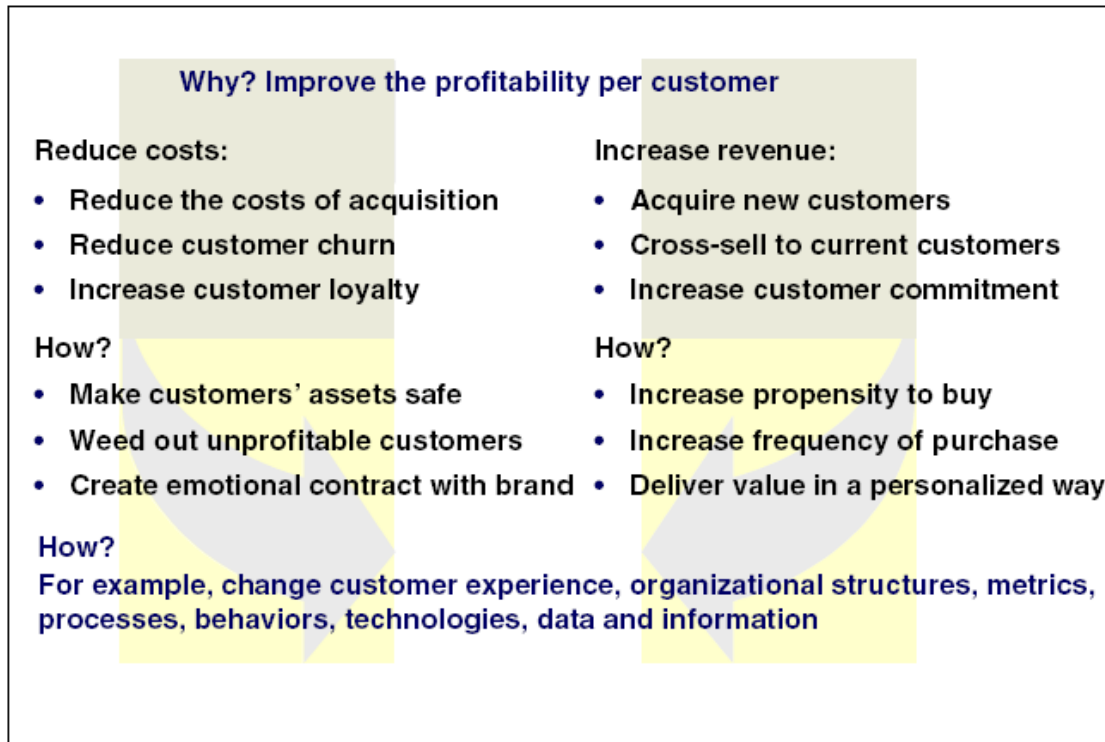 Why? Improve the profitability per customer
Reduce costs:
• Reduce the costs of acquisition
• Reduce customer churn
• Increase customer loyalty
How?
• Make customers’ assets safe
• Weed out unprofitable customers
• Create emotional contract with brand
Increase revenue:
• Acquire new customers
• Cross-sell to current customers
• Increase customer commitment
How?
• Increase propensity to buy
• Increase frequency of purchase
• Deliver value in a personalized way
How?
For example, change customer experience, organizational structures, metrics,
processes, behaviors, technologies, data and information